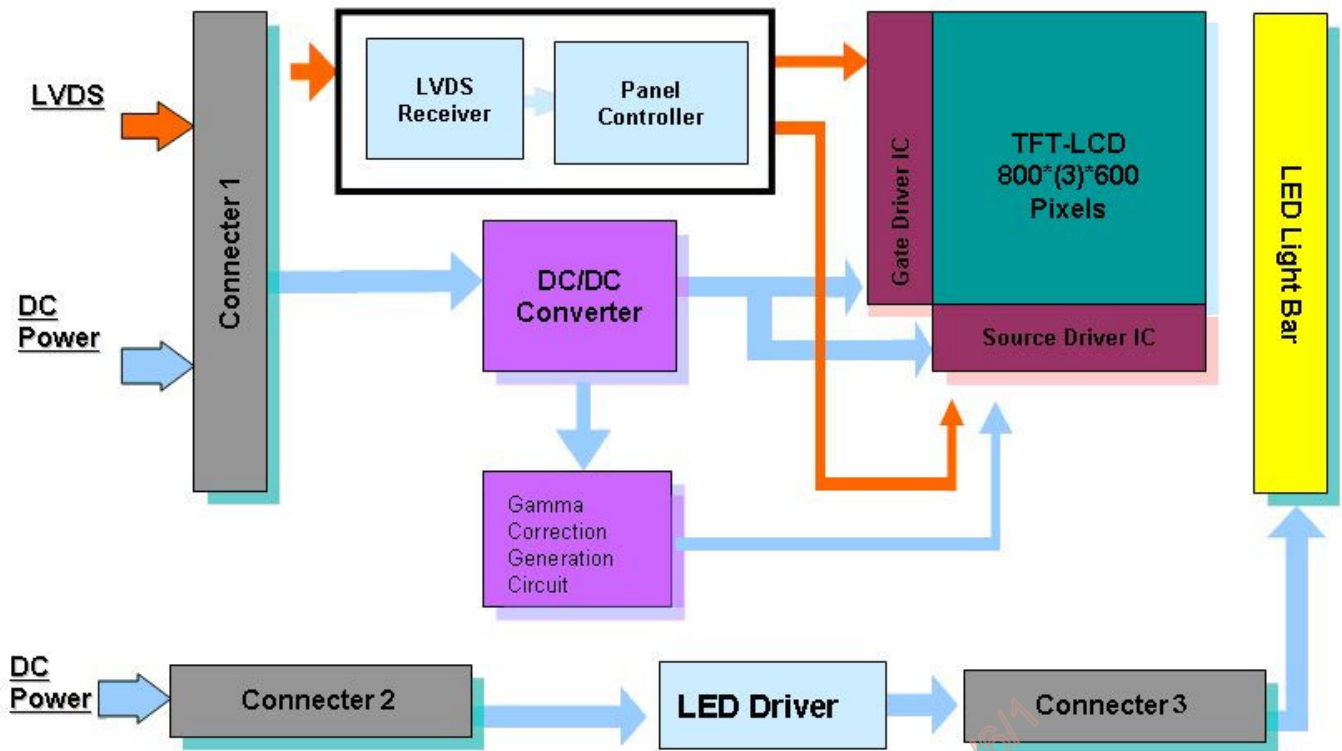 LVDS
DC
Power
Connecter 1
LVDS
Receiver
Panel
Controller
DC/DC
Converter
Gamma
Correction
Generation
Circuit
Gate Driver IC
TFT-LCD
800*(3)*600
Pixels
Source Driver IC
LED Light Bar
DC
Power
Connecter 2
LED Driver
Connecter 3